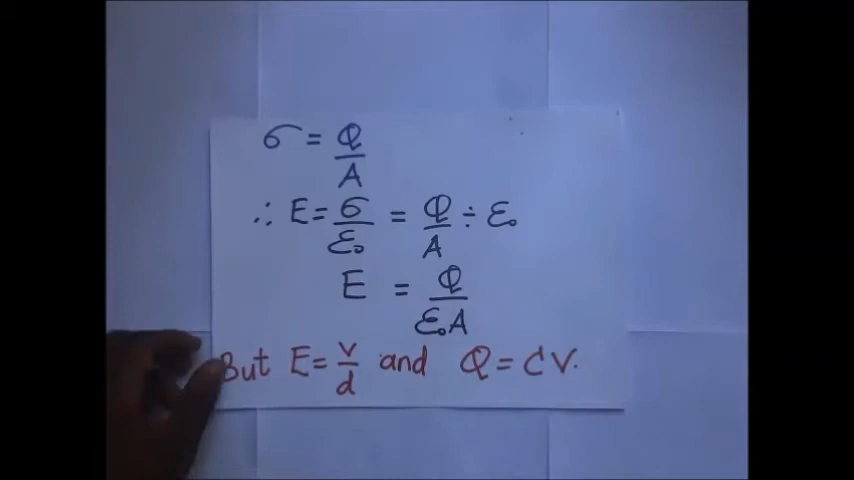 σ = Q/A
∴ E = σ/ε₀ = Q/A ÷ ε₀
E = Q/ε₀A
But E = v/d and Q = CV.